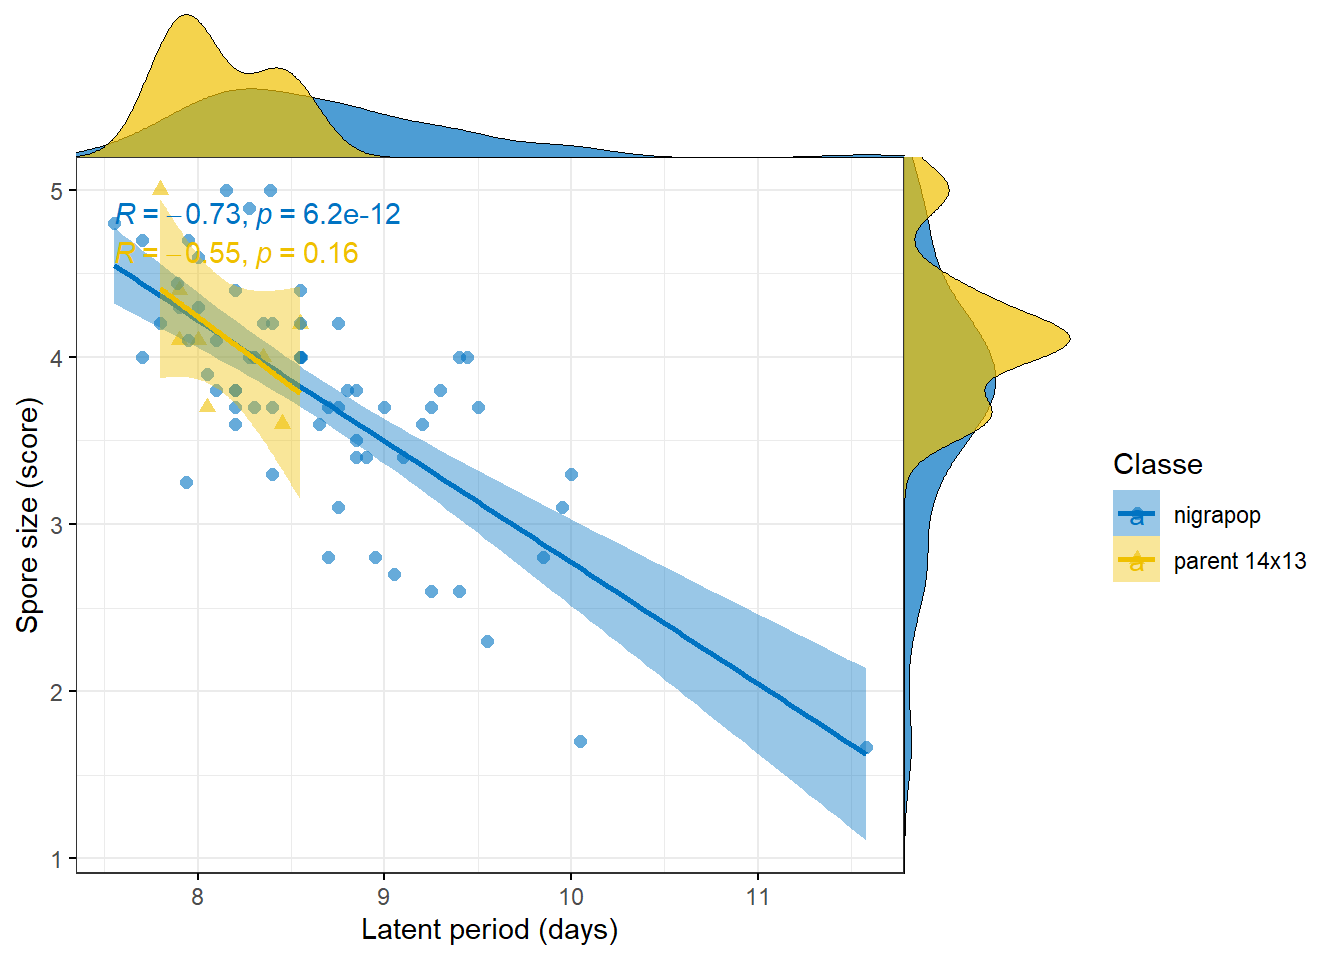 5
4
3
2
1
Spore size (score)
R = −0.73, p = 6.2e-12
R = −0.55, p = 0.16
8 9 10 11
Latent period (days)
Classe
a nigrapop
a parent 14x13